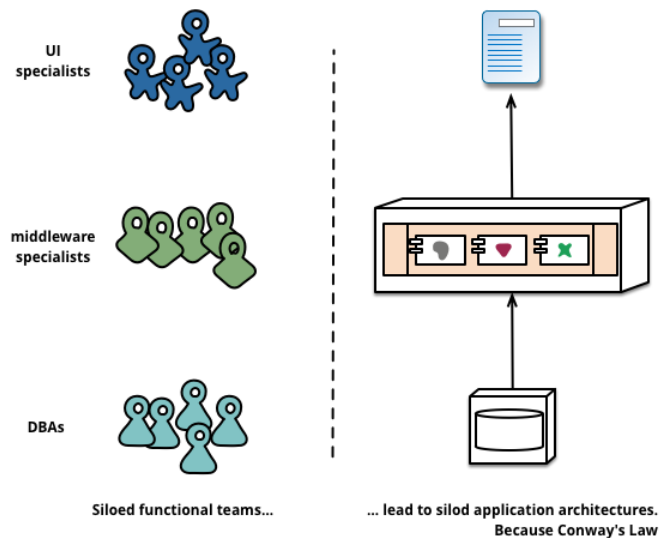 UI
specialists
middleware
specialists
DBAs
Siloed functional teams...
... lead to silod application architectures.
Because Conway's Law